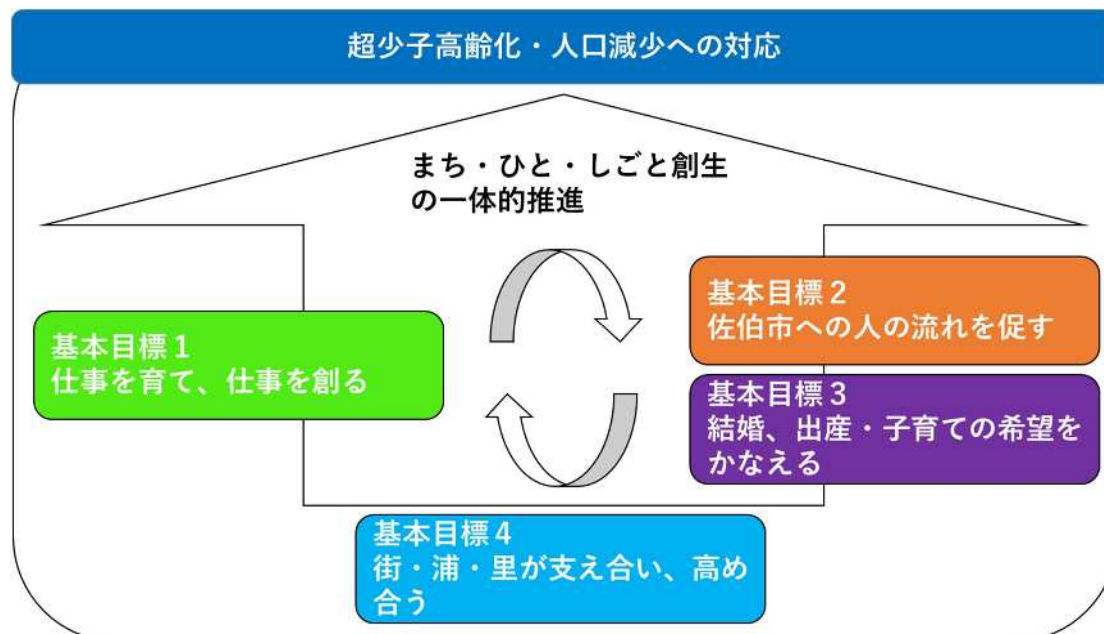 超少子高齢化・人口減少への対応
まち・ひと・しごと創生
の一体的推進
基本目標１
仕事を育て、仕事を創る
基本目標２
佐伯市への人の流れを促す
基本目標３
結婚、出産・子育ての希望を
かなえる
基本目標４
街・浦・里が支え合い、高め
合う